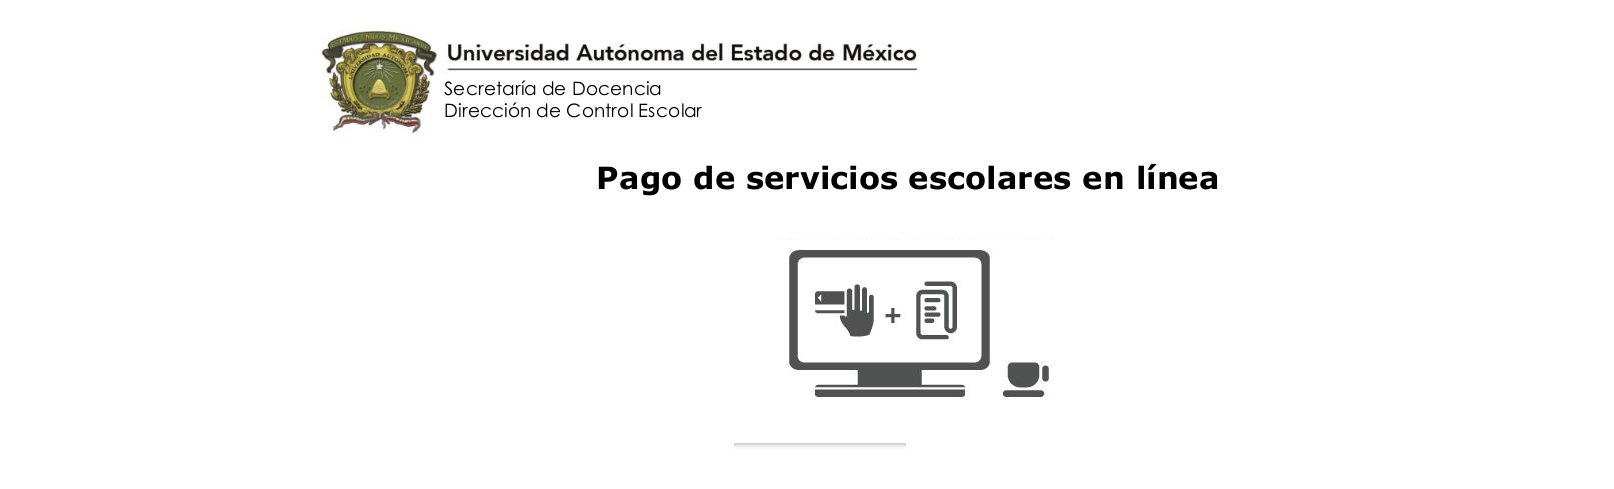 Universidad Autónoma del Estado de México
Secretaría de Docencia
Dirección de Control Escolar
Pago de servicios escolares en línea
+